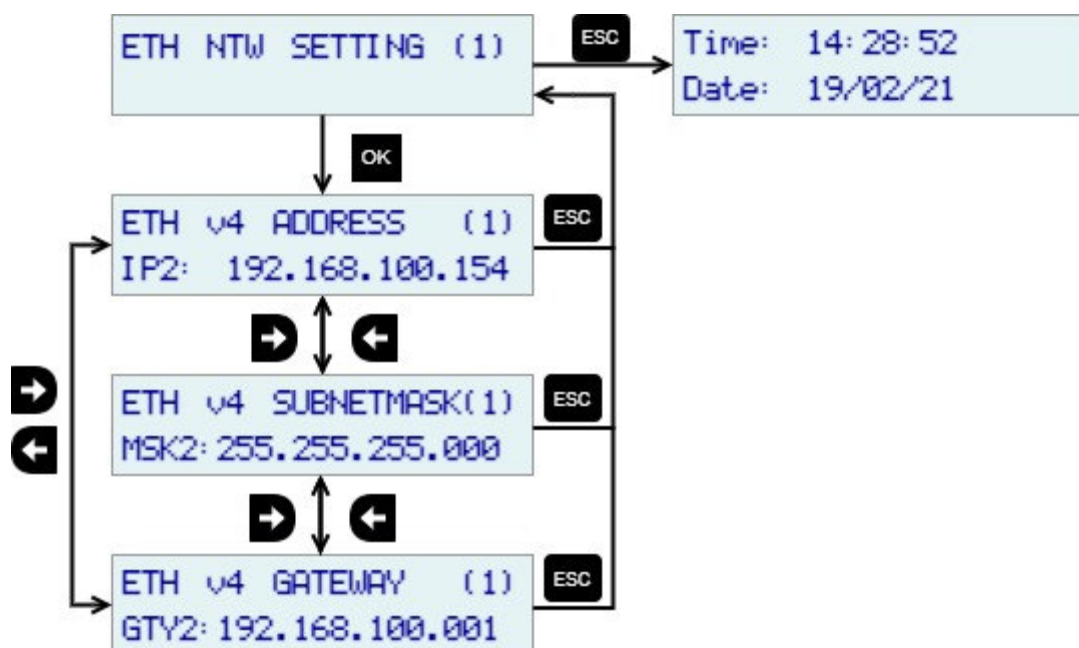 ETH NTW SETTING (1)
ESC
Time: 14:28:52
Date: 19/02/21
OK
ETH v4 ADDRESS (1)
IP2: 192.168.100.154
ESC
ETH v4 SUBNETMASK(1)
MSK2:255.255.255.000
ESC
ETH v4 GATEWAY (1)
GTY2:192.168.100.001
ESC